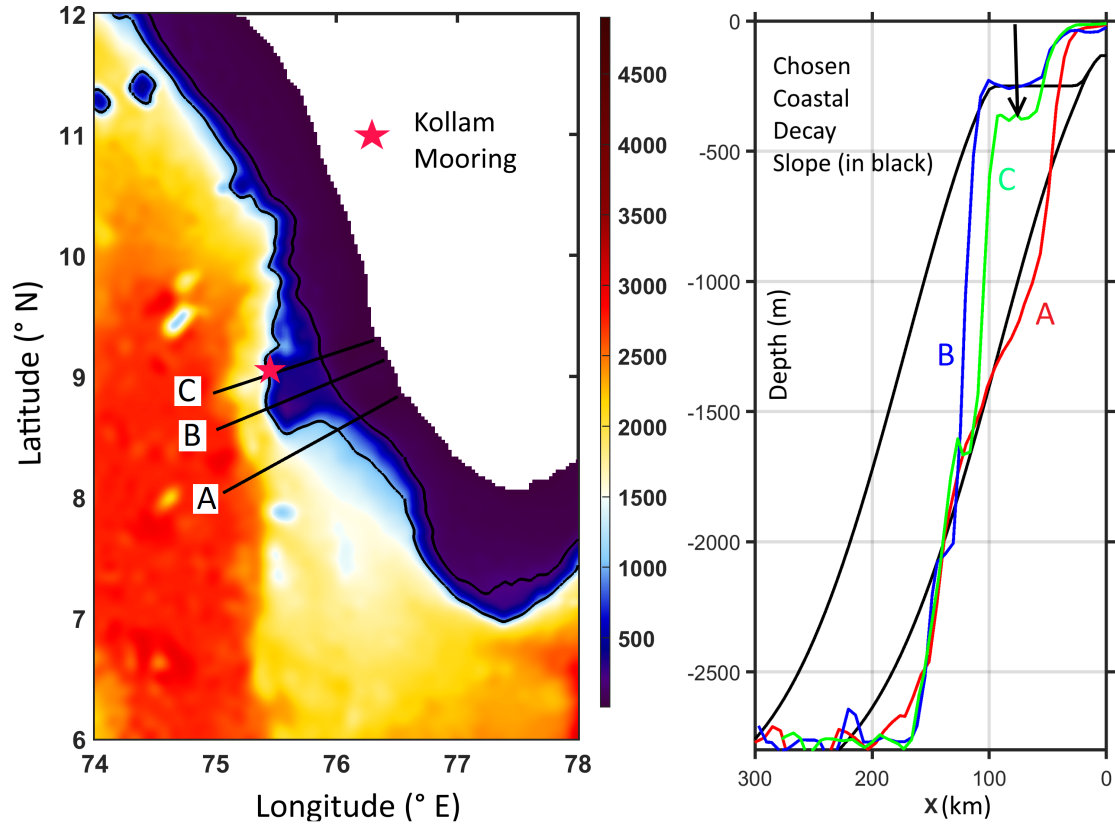 12
11
10
9
8
7
6
Latitude (° N)
74
75
76
77
78
Longitude (° E)
Kollam
Mooring
C
B
A
4500
4000
3500
3000
2500
2000
1500
1000
500
0
-500
-1000
-1500
-2000
-2500
Depth (m)
Chosen
Coastal
Decay
Slope (in black)
C
A
B
300
200
100
0
X (km)